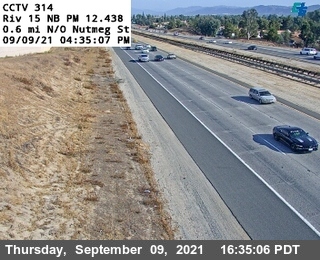 CCTV 314
Riv 15 NB PM 12.438
0.6 mi N/O Nutmeg St
09/09/21 04:35:07 PM
Thursday, September 09, 2021 16:35:06 PDT